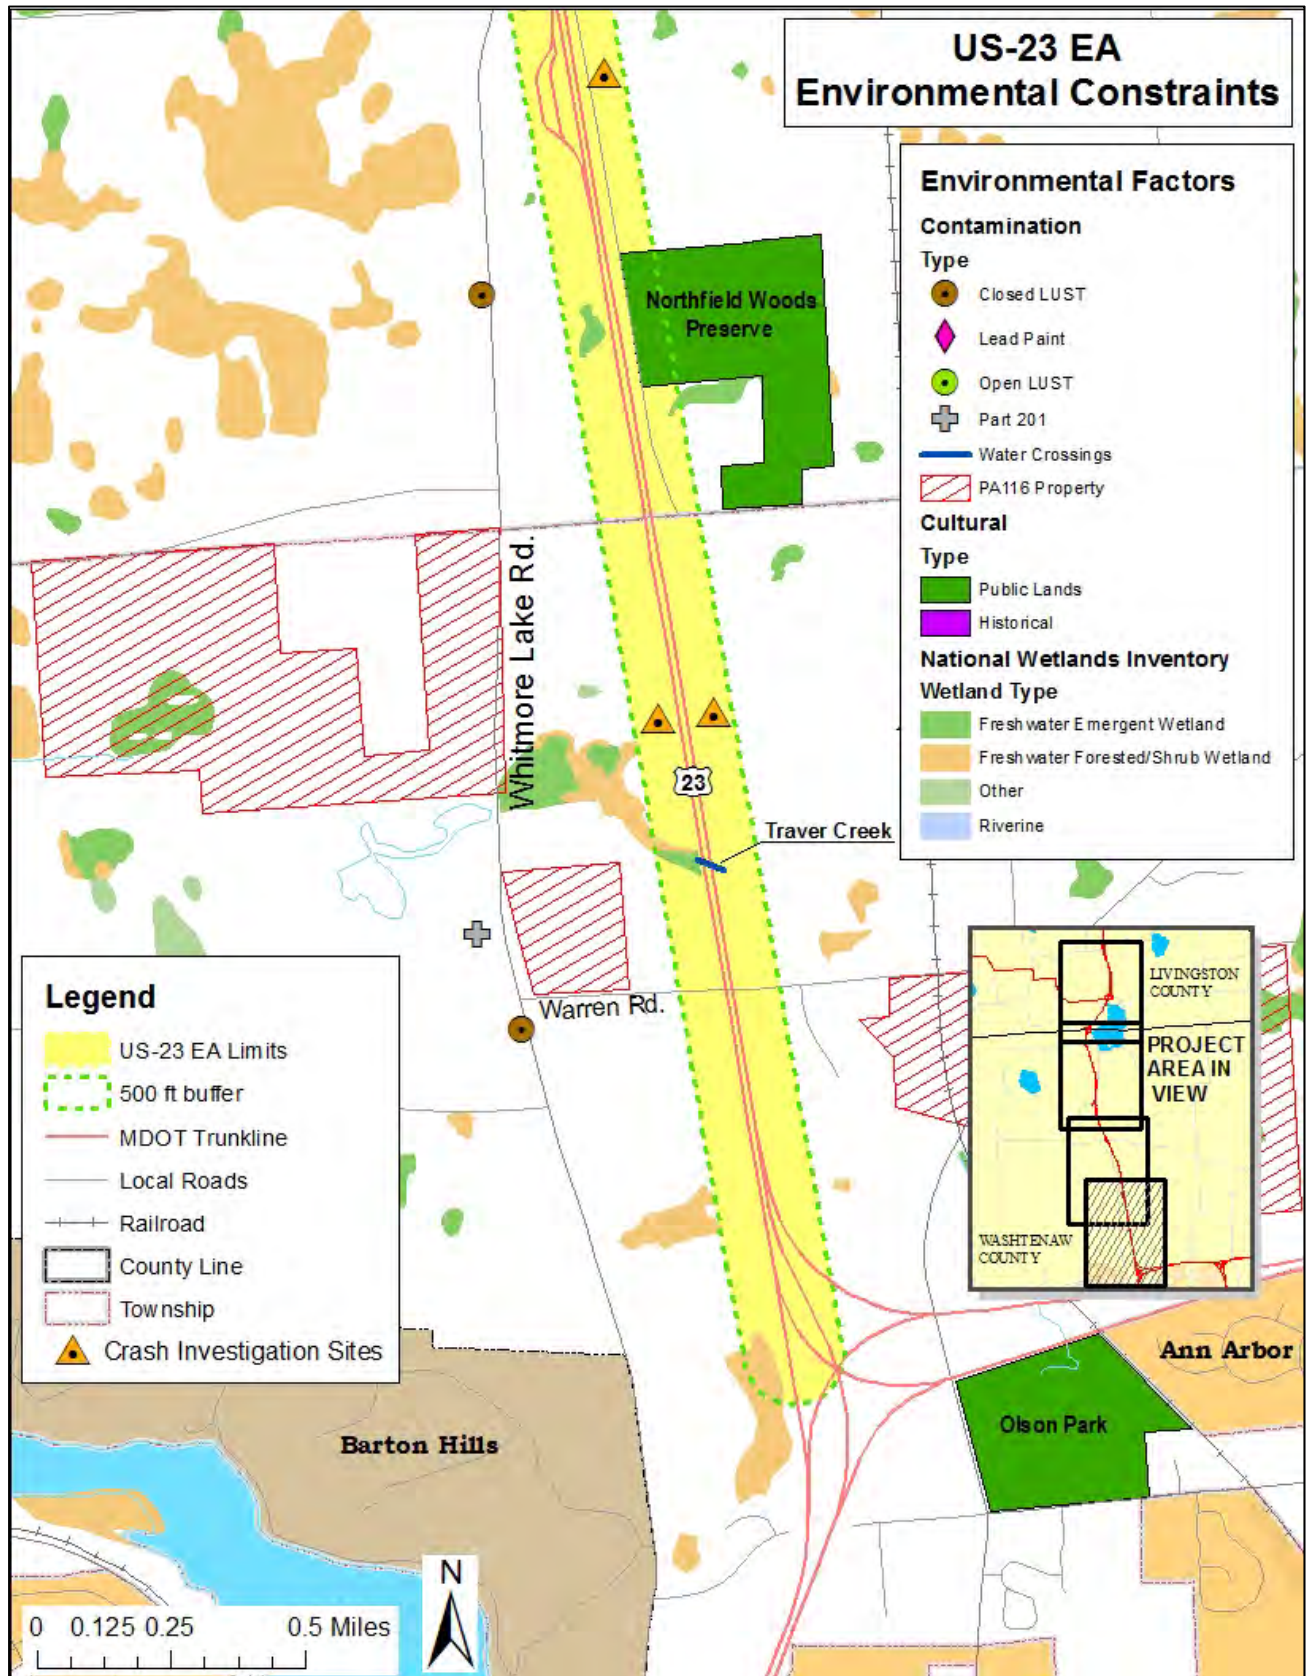 US-23 EA
Environmental Constraints
Environmental Factors
Contamination
Type
Closed LUST
Lead Paint
Open LUST
Part 201
Water Crossings
PA116 Property
Cultural
Type
Public Lands
Historical
National Wetlands Inventory
Wetland Type
Freshwater Emergent Wetland
Freshwater Forested/Shrub Wetland
Other
Riverine
Northfield Woods
Preserve
Whitmore Lake Rd.
23
Traver Creek
Warren Rd.
Legend
US-23 EA Limits
500 ft buffer
MDOT Trunkline
Local Roads
Railroad
County Line
Township
Crash Investigation Sites
LIVINGSTON
COUNTY
PROJECT
AREA IN
VIEW
WASHTENAW
COUNTY
Ann Arbor
Olson Park
Barton Hills
N
0 0.125 0.25 0.5 Miles